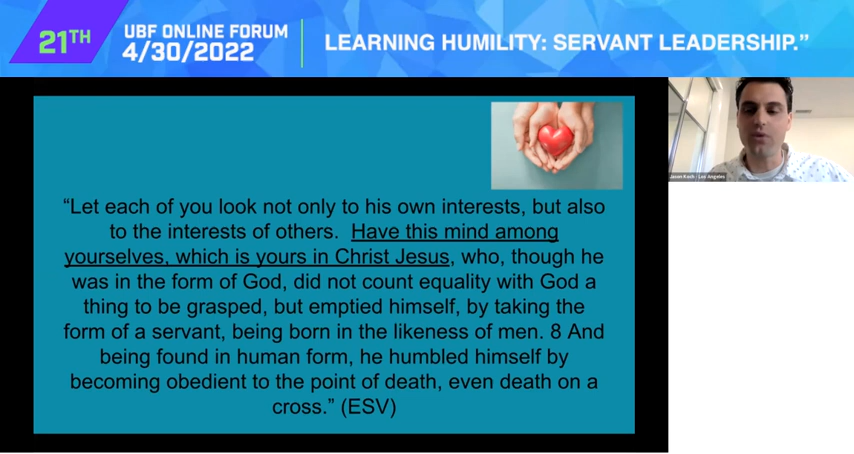 21TH
UBF ONLINE FORUM
4/30/2022
LEARNING HUMILITY: SERVANT LEADERSHIP.”
“Let each of you look not only to his own interests, but also
to the interests of others. Have this mind among
yourselves, which is yours in Christ Jesus, who, though he
was in the form of God, did not count equality with God a
thing to be grasped, but emptied himself, by taking the
form of a servant, being born in the likeness of men. 8 And
being found in human form, he humbled himself by
becoming obedient to the point of death, even death on a
cross.” (ESV)
Jason Koch - Los Angeles